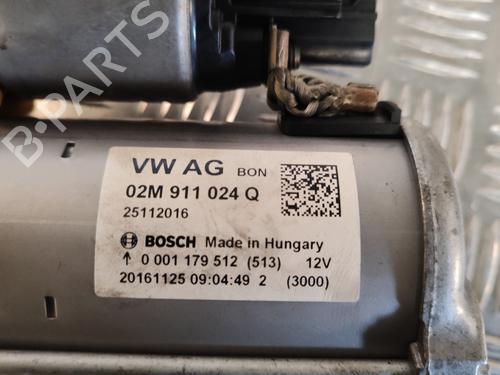 B-PARTS
VW AG BON
02M 911 024 Q
25112016
BOSCH Made in Hungary
↑ 0 001 179 512 (513) 12V
20161125 09:04:49 2 (3000)